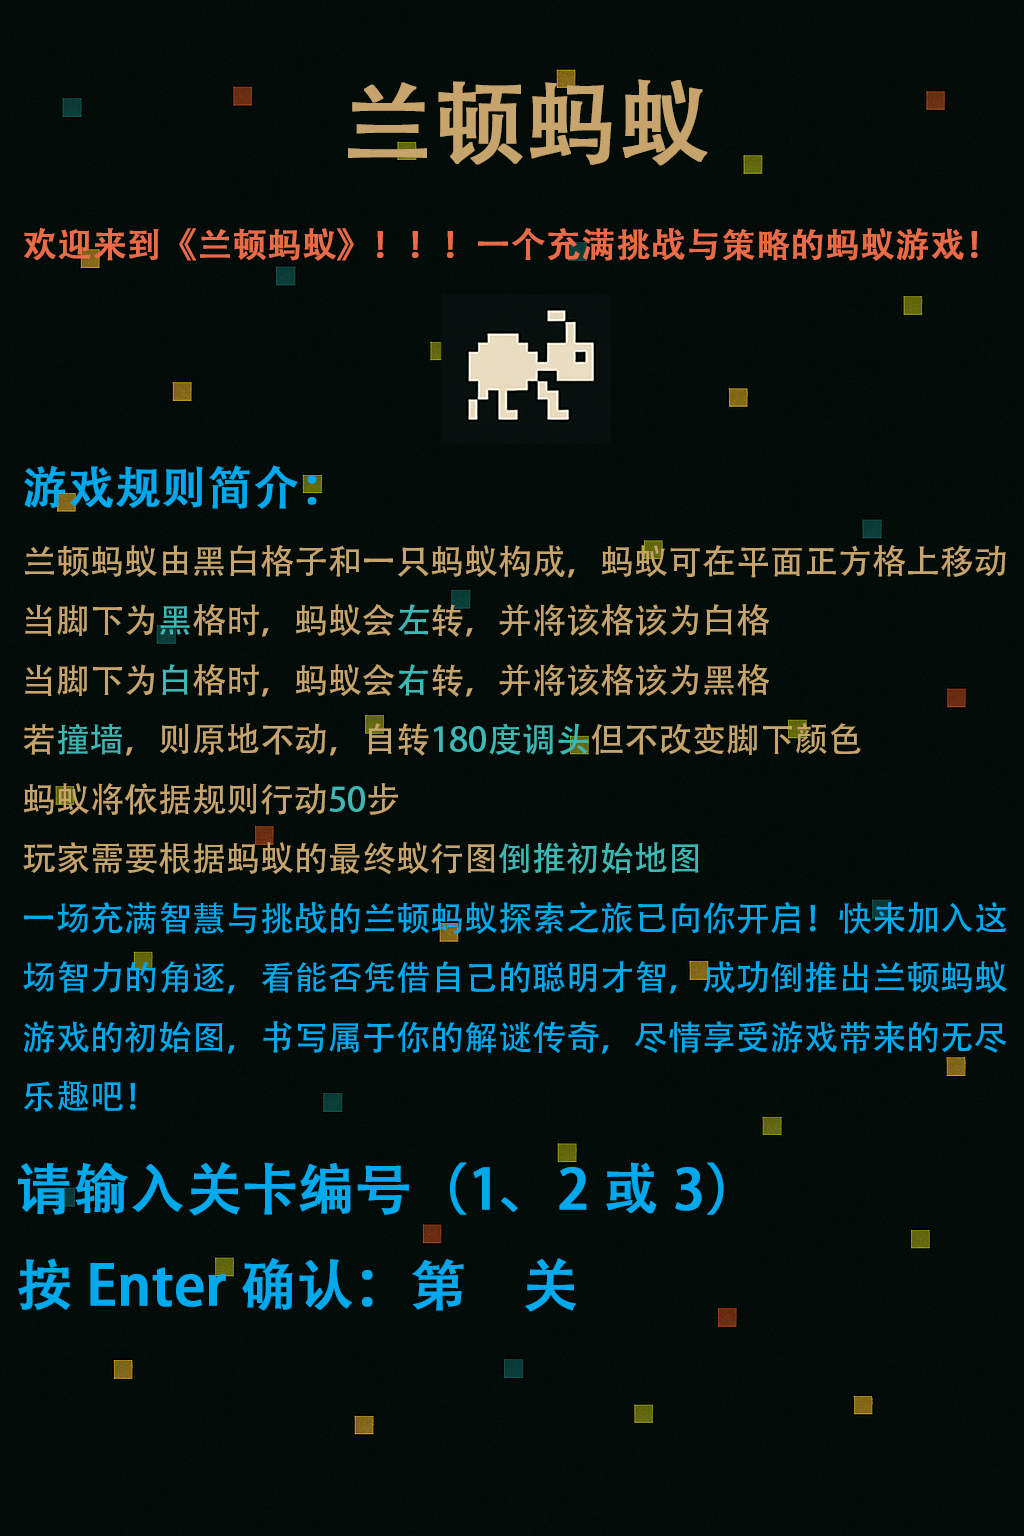 兰顿蚂蚁
欢迎来到《兰顿蚂蚁》！！！一个充满挑战与策略的蚂蚁游戏！
游戏规则简介：
兰顿蚂蚁由黑白格子和一只蚂蚁构成，蚂蚁可在平面正方格上移动
当脚下为黑格时，蚂蚁会左转，并将该格该为白格
当脚下为白格时，蚂蚁会右转，并将该格该为黑格
若撞墙，则原地不动，自转180度调头但不改变脚下颜色
蚂蚁将依据规则行动50步
玩家需要根据蚂蚁的最终蚁行图倒推初始地图
一场充满智慧与挑战的兰顿蚂蚁探索之旅已向你开启！快来加入这
场智力的角逐，看能否凭借自己的聪明才智，成功倒推出兰顿蚂蚁
游戏的初始图，书写属于你的解谜传奇，尽情享受游戏带来的无尽
乐趣吧！
请输入关卡编号（1、2 或 3）
按 Enter 确认：第 关